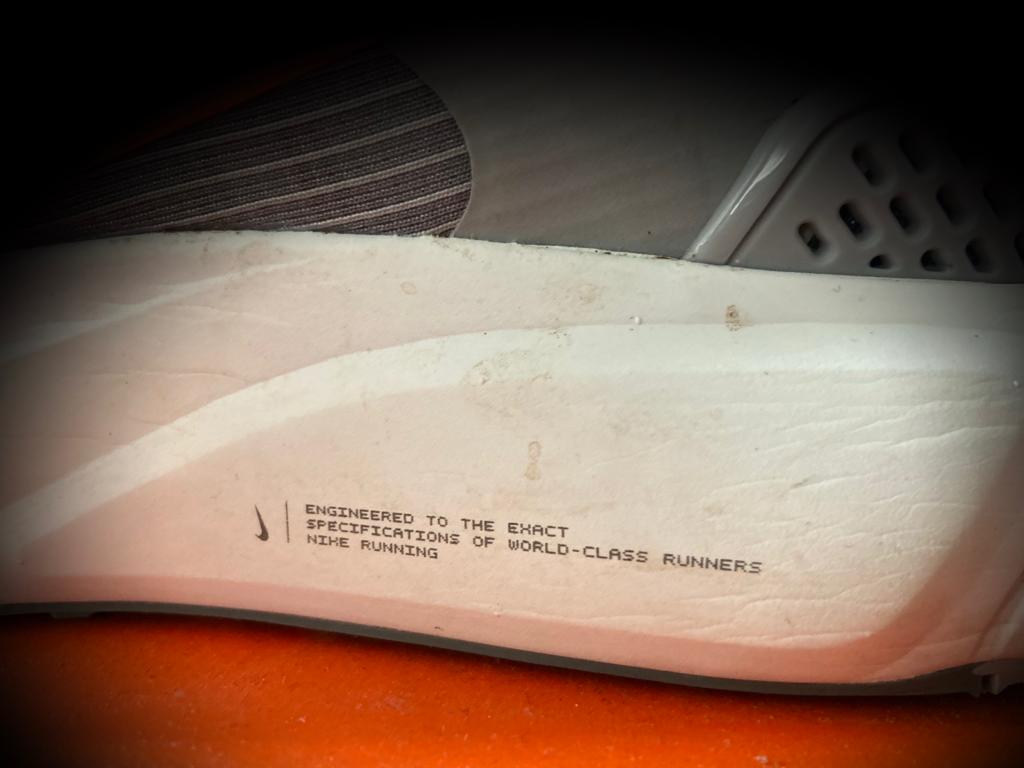 ENGINEERED TO THE EXACT
SPECIFICATIONS OF WORLD-CLASS RUNNERS
NIKE RUNNING